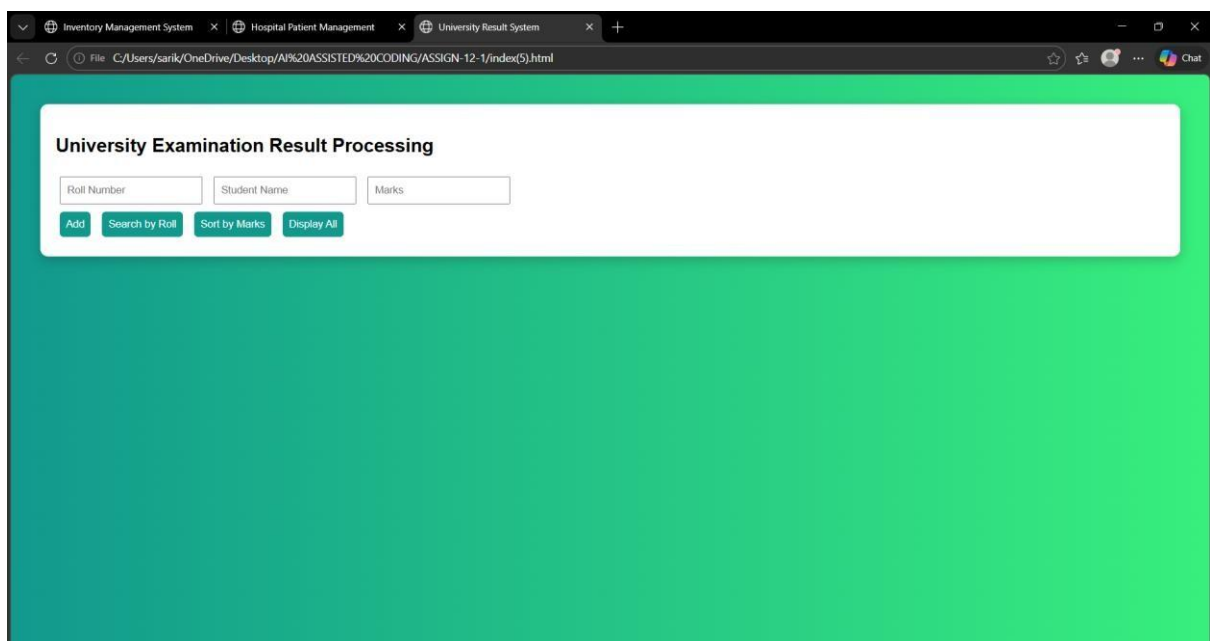 Inventory Management System Hospital Patient Management University Result System
File C:/Users/sarik/OneDrive/Desktop/AI%20ASSISTED%20CODING/ASSIGN-12-1/index(5).html Chat
University Examination Result Processing
Roll Number Student Name Marks
Add Search by Roll Sort by Marks Display All